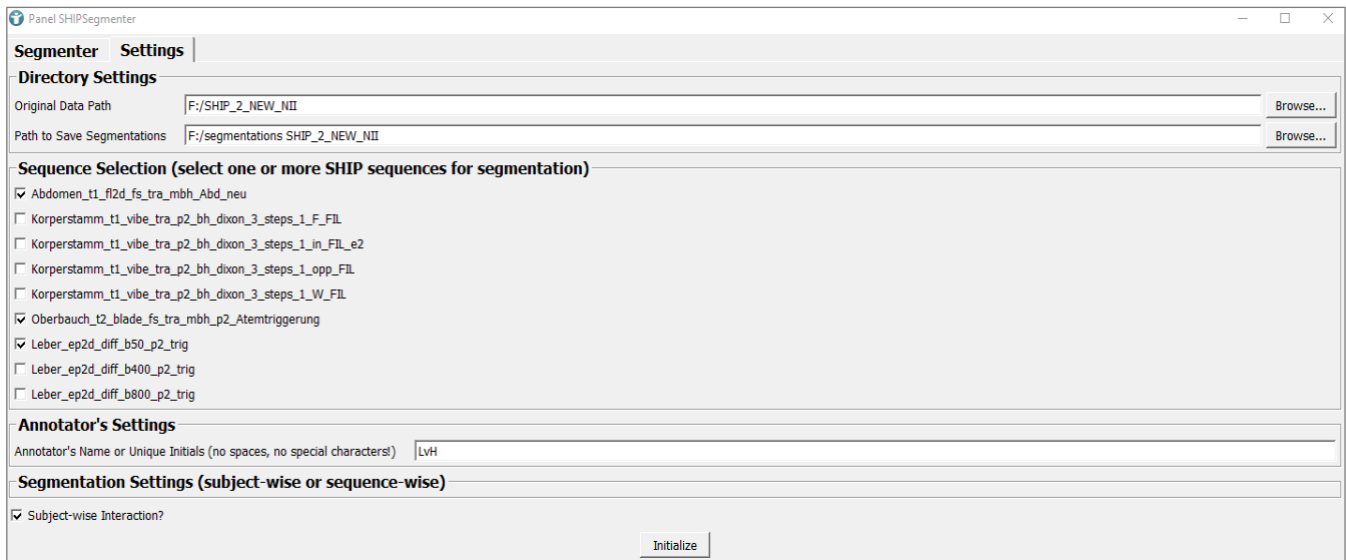 Panel SHIPSegmenter
Segmenter Settings
Directory Settings
Original Data Path F:/SHIP_2_NEW_NII Browse...
Path to Save Segmentations F:/segmentations SHIP_2_NEW_NII Browse...
Sequence Selection (select one or more SHIP sequences for segmentation)
Abdomen_t1_fl2d_fs_tra_mbh_Abd_neu
Korperstamm_t1_vibe_tra_p2_bh_dixon_3_steps_1_F_FIL
Korperstamm_t1_vibe_tra_p2_bh_dixon_3_steps_1_in_FIL_e2
Korperstamm_t1_vibe_tra_p2_bh_dixon_3_steps_1_opp_FIL
Korperstamm_t1_vibe_tra_p2_bh_dixon_3_steps_1_W_FIL
Oberbauch_t2_blade_fs_tra_mbh_p2_Atemtriggerung
Leber_ep2d_diff_b50_p2_trig
Leber_ep2d_diff_b400_p2_trig
Leber_ep2d_diff_b800_p2_trig
Annotator's Settings
Annotator's Name or Unique Initials (no spaces, no special characters!) LvH
Segmentation Settings (subject-wise or sequence-wise)
Subject-wise Interaction?
Initialize